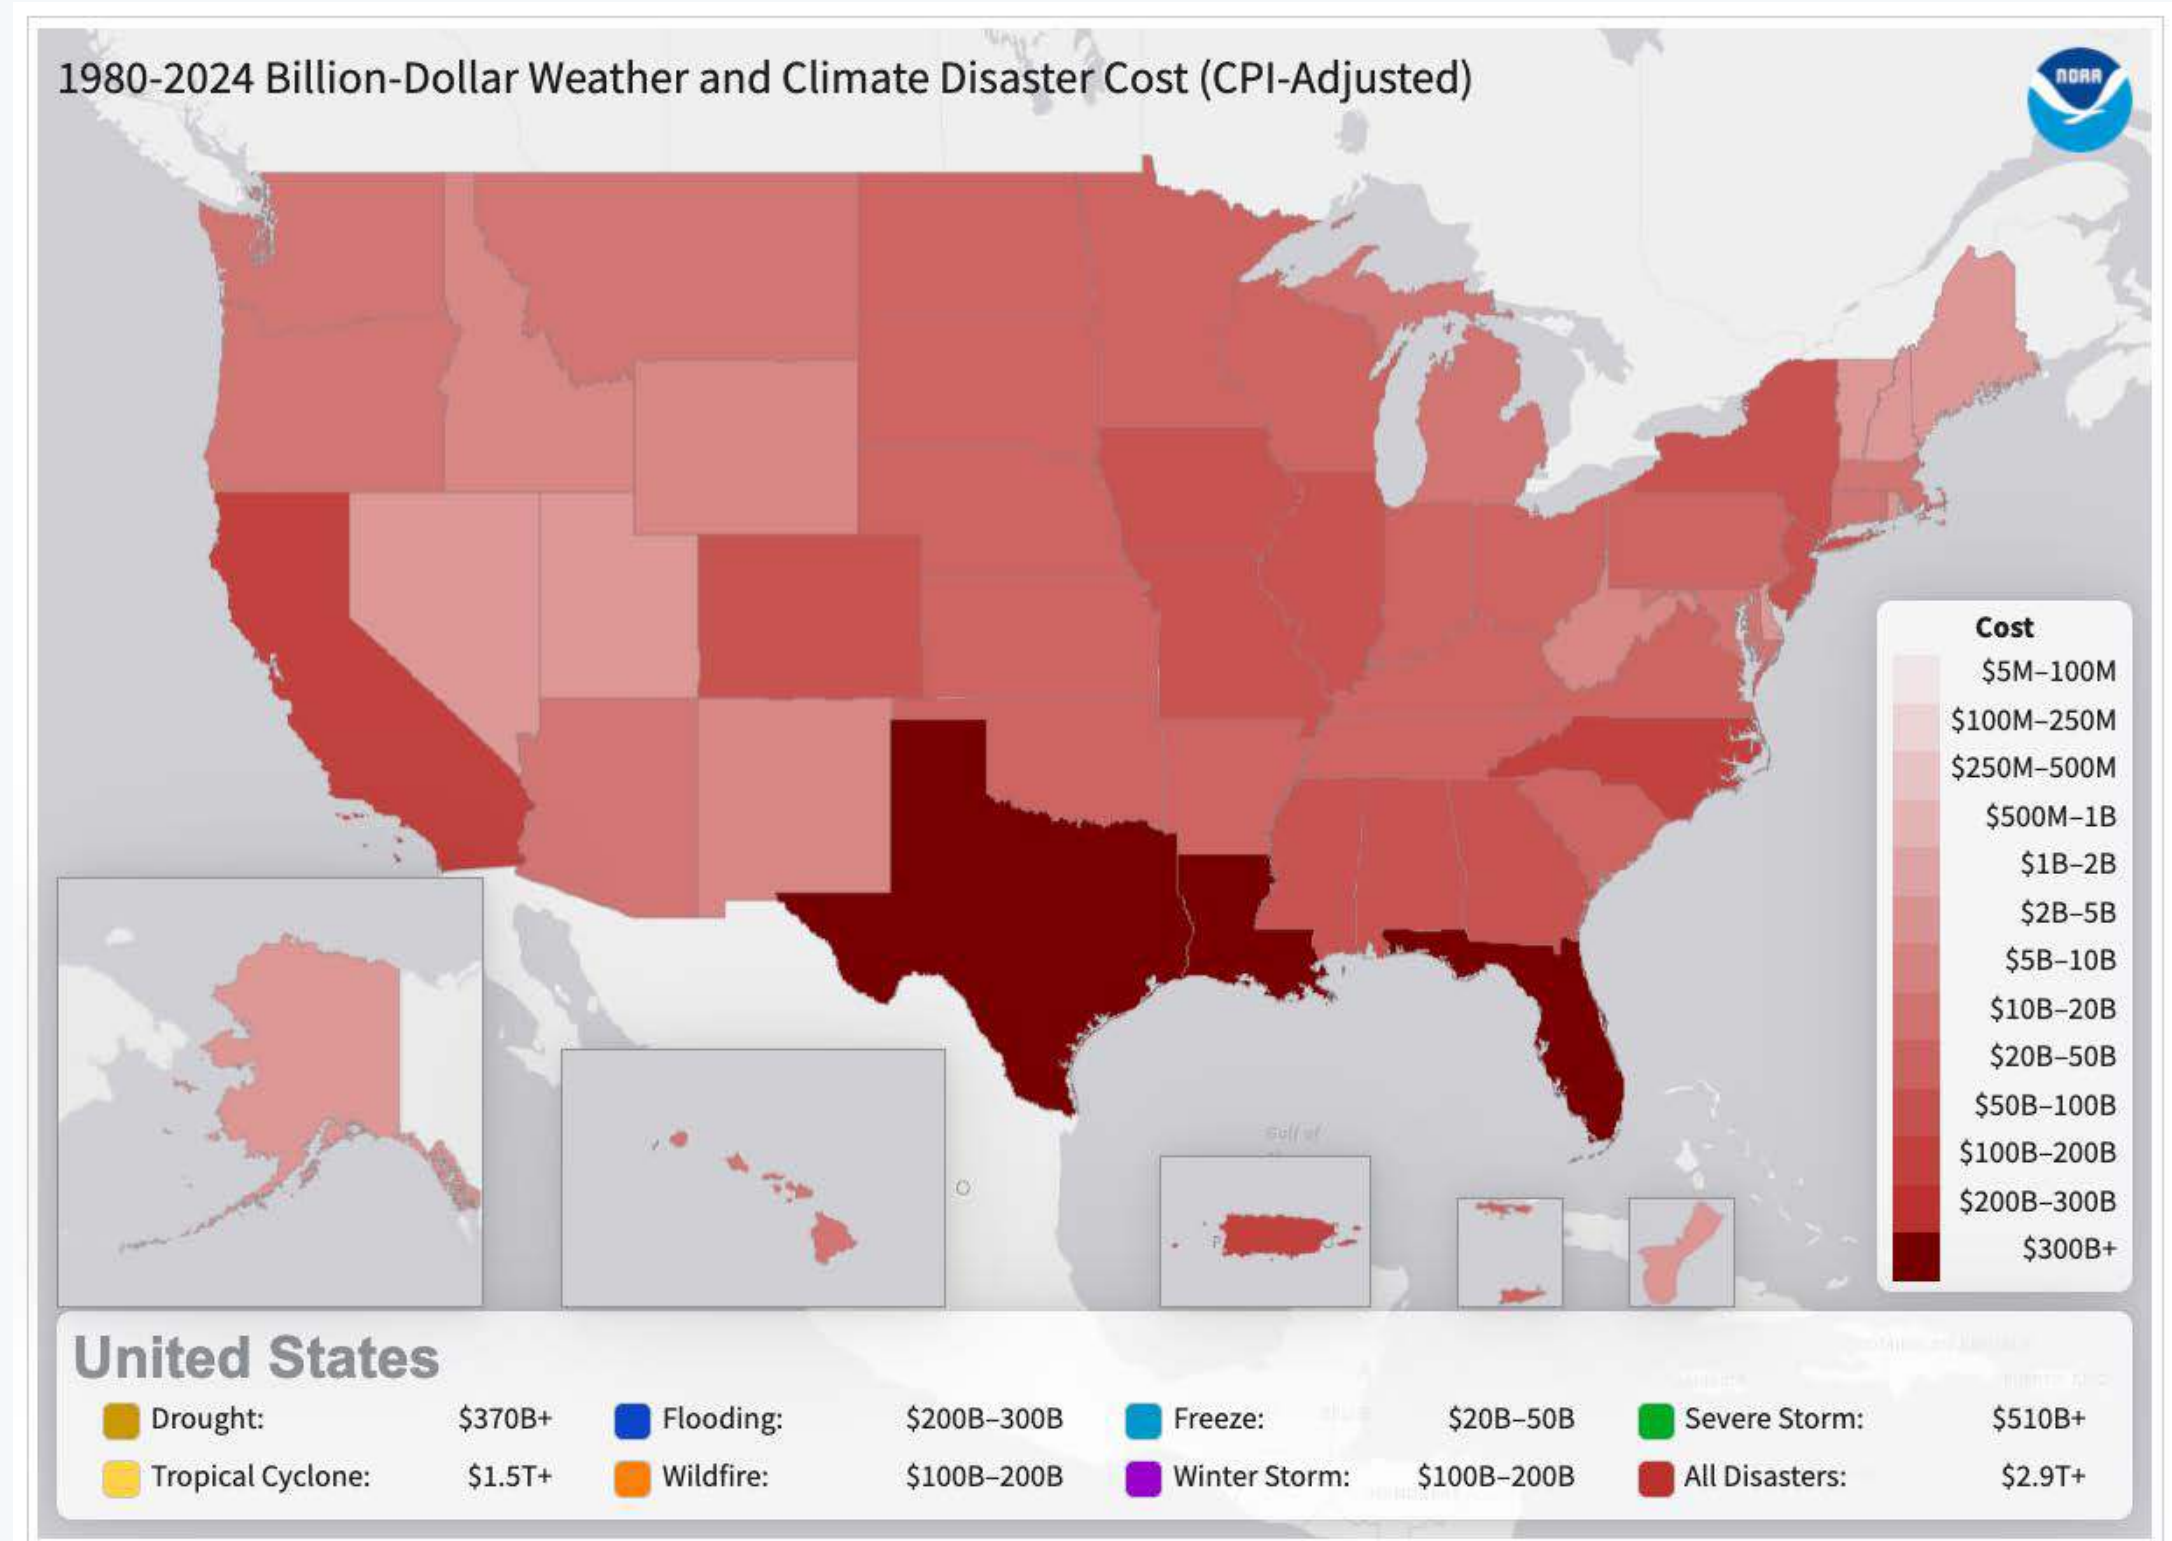 1980-2024 Billion-Dollar Weather and Climate Disaster Cost (CPI-Adjusted)
NOAA
Cost
$5M–100M
$100M–250M
$250M–500M
$500M–1B
$1B–2B
$2B–5B
$5B–10B
$10B–20B
$20B–50B
$50B–100B
$100B–200B
$200B–300B
$300B+
Gulf of
United States
Drought: $370B+ Flooding: $200B–300B Freeze: $20B–50B Severe Storm: $510B+
Tropical Cyclone: $1.5T+ Wildfire: $100B–200B Winter Storm: $100B–200B All Disasters: $2.9T+